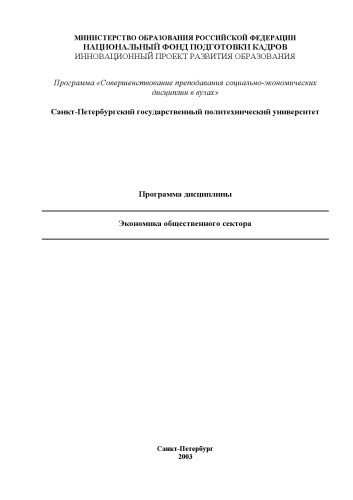 МИНИСТЕРСТВО ОБРАЗОВАНИЯ РОССИЙСКОЙ ФЕДЕРАЦИИ
НАЦИОНАЛЬНЫЙ ФОНД ПОДГОТОВКИ КАДРОВ
ИННОВАЦИОННЫЙ ПРОЕКТ РАЗВИТИЯ ОБРАЗОВАНИЯ
Программа «Совершенствование преподавания социально-экономических
дисциплин в вузах»
Санкт-Петербургский государственный политехнический университет
Программа дисциплины
Экономика общественного сектора
Санкт-Петербург
2003